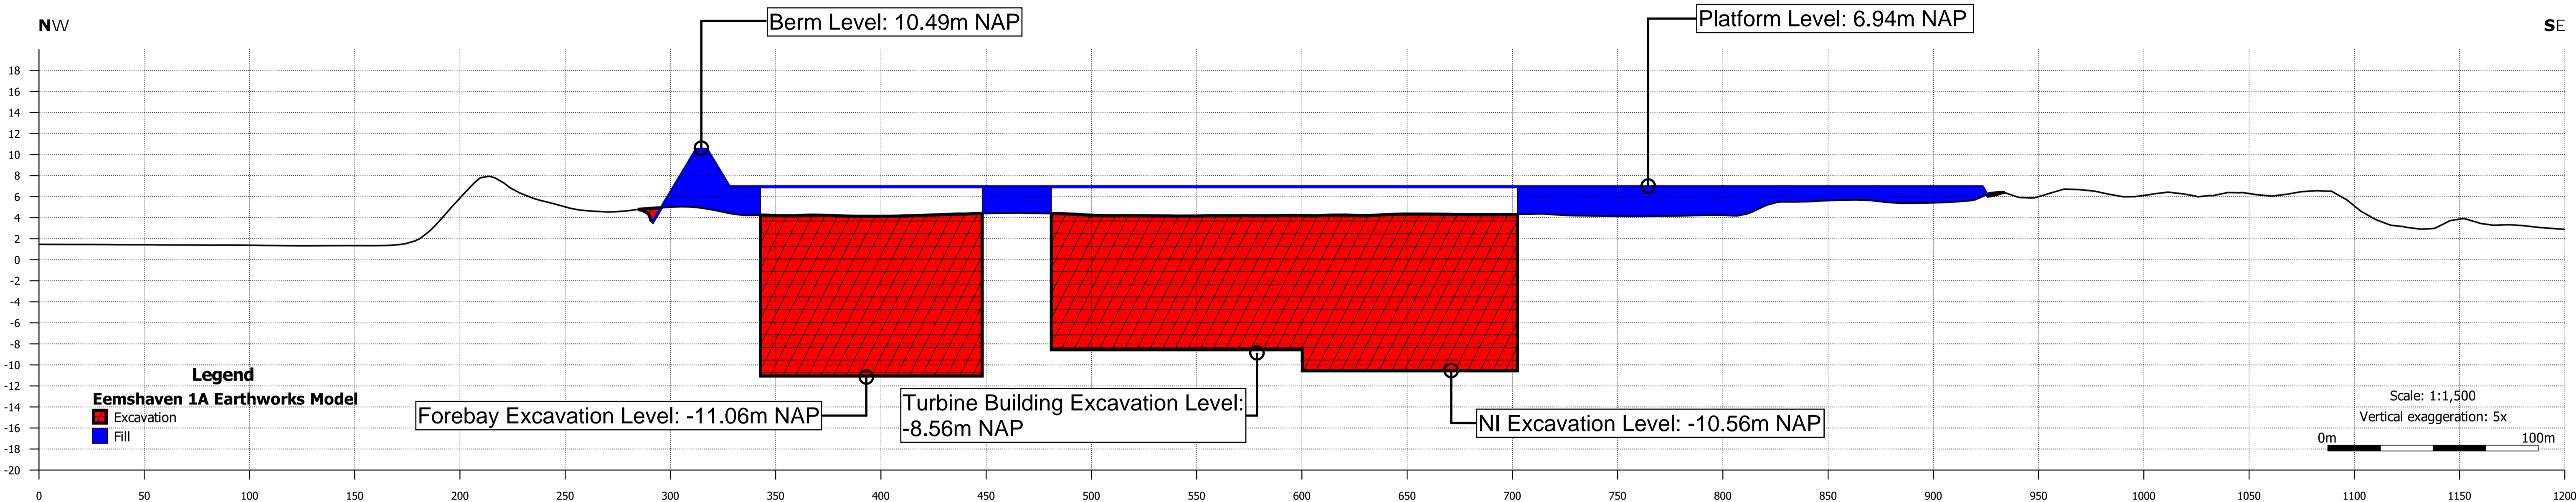 NW
Berm Level: 10.49m NAP
Platform Level: 6.94m NAP
SE
18
16
14
12
10
8
6
4
2
0
-2
-4
-6
-8
-10
-12
-14
-16
-18
-20
Legend
Eemshaven 1A Earthworks Model
Excavation
Fill
Forebay Excavation Level: -11.06m NAP
Turbine Building Excavation Level:
-8.56m NAP
NI Excavation Level: -10.56m NAP
Scale: 1:1,500
Vertical exaggeration: 5x
0m 100m
0 50 100 150 200 250 300 350 400 450 500 550 600 650 700 750 800 850 900 950 1000 1050 1100 1150 1200